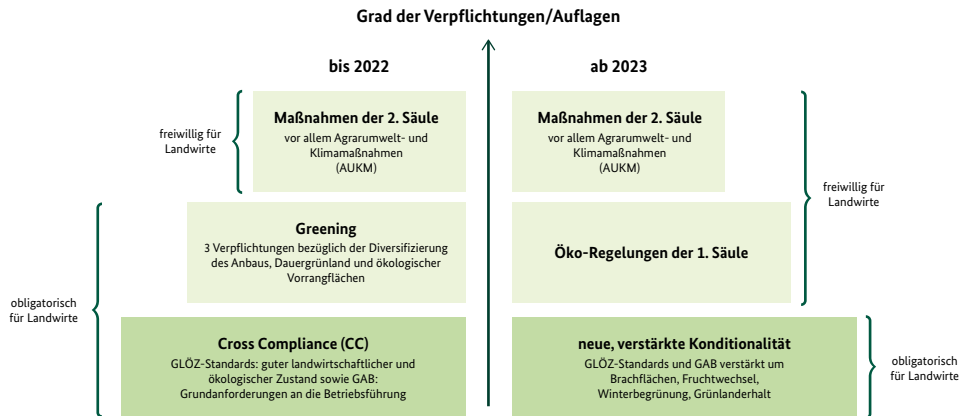 Grad der Verpflichtungen/Auflagen
bis 2022
ab 2023
freiwillig für
Landwirte
Maßnahmen der 2. Säule
vor allem Agrarumwelt- und
Klimamaßnahmen
(AUKM)
Maßnahmen der 2. Säule
vor allem Agrarumwelt- und
Klimamaßnahmen
(AUKM)
freiwillig für
Landwirte
Greening
3 Verpflichtungen bezüglich der Diversifizierung
des Anbaus, Dauergrünland und ökologischer
Vorrangflächen
Öko-Regelungen der 1. Säule
obligatorisch
für Landwirte
Cross Compliance (CC)
GLÖZ-Standards: guter landwirtschaftlicher und
ökologischer Zustand sowie GAB:
Grundanforderungen an die Betriebsführung
neue, verstärkte Konditionalität
GLÖZ-Standards und GAB verstärkt um
Brachflächen, Fruchtwechsel,
Winterbegrünung, Grünlanderhalt
obligatorisch
für Landwirte